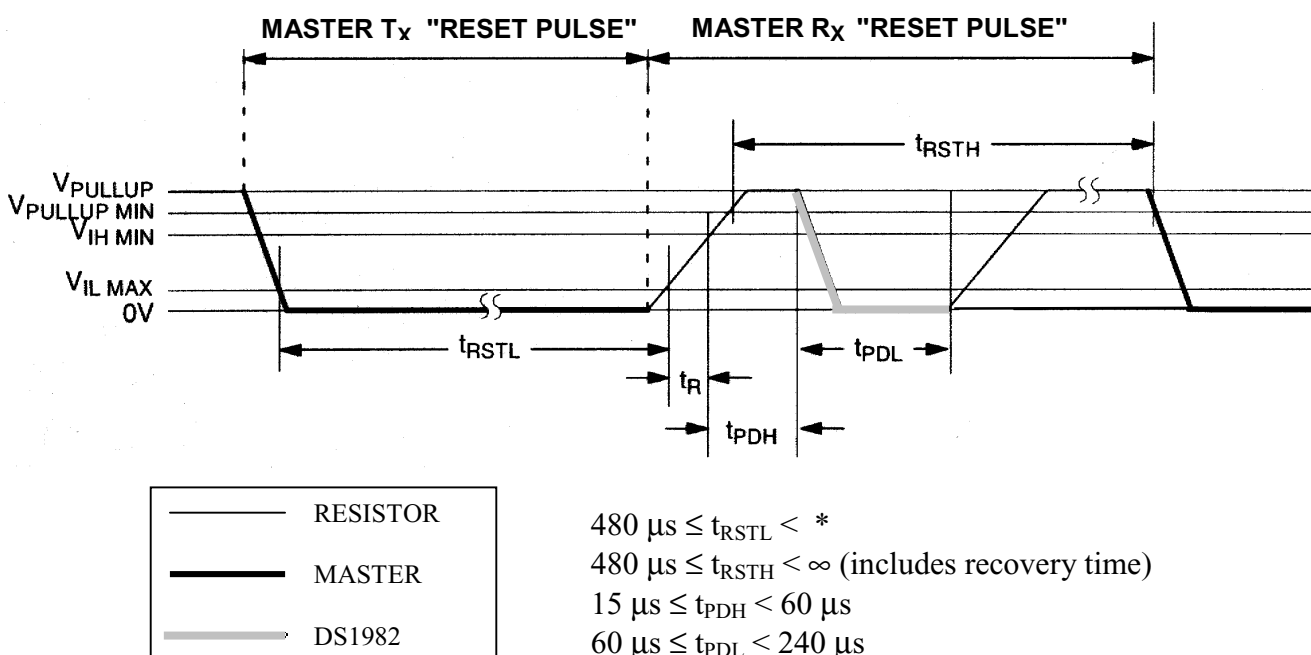 MASTER TX "RESET PULSE" MASTER RX "RESET PULSE"
tRSTH
VPULLUP
VPULLUP MIN
VIH MIN
VIL MAX
0V
tRSTL
tPDL
tR
tPDH
RESISTOR
MASTER
DS1982
480 μs ≤ tRSTL < *
480 μs ≤ tRSTH < ∞ (includes recovery time)
15 μs ≤ tPDH < 60 μs
60 μs ≤ tPDL < 240 μs